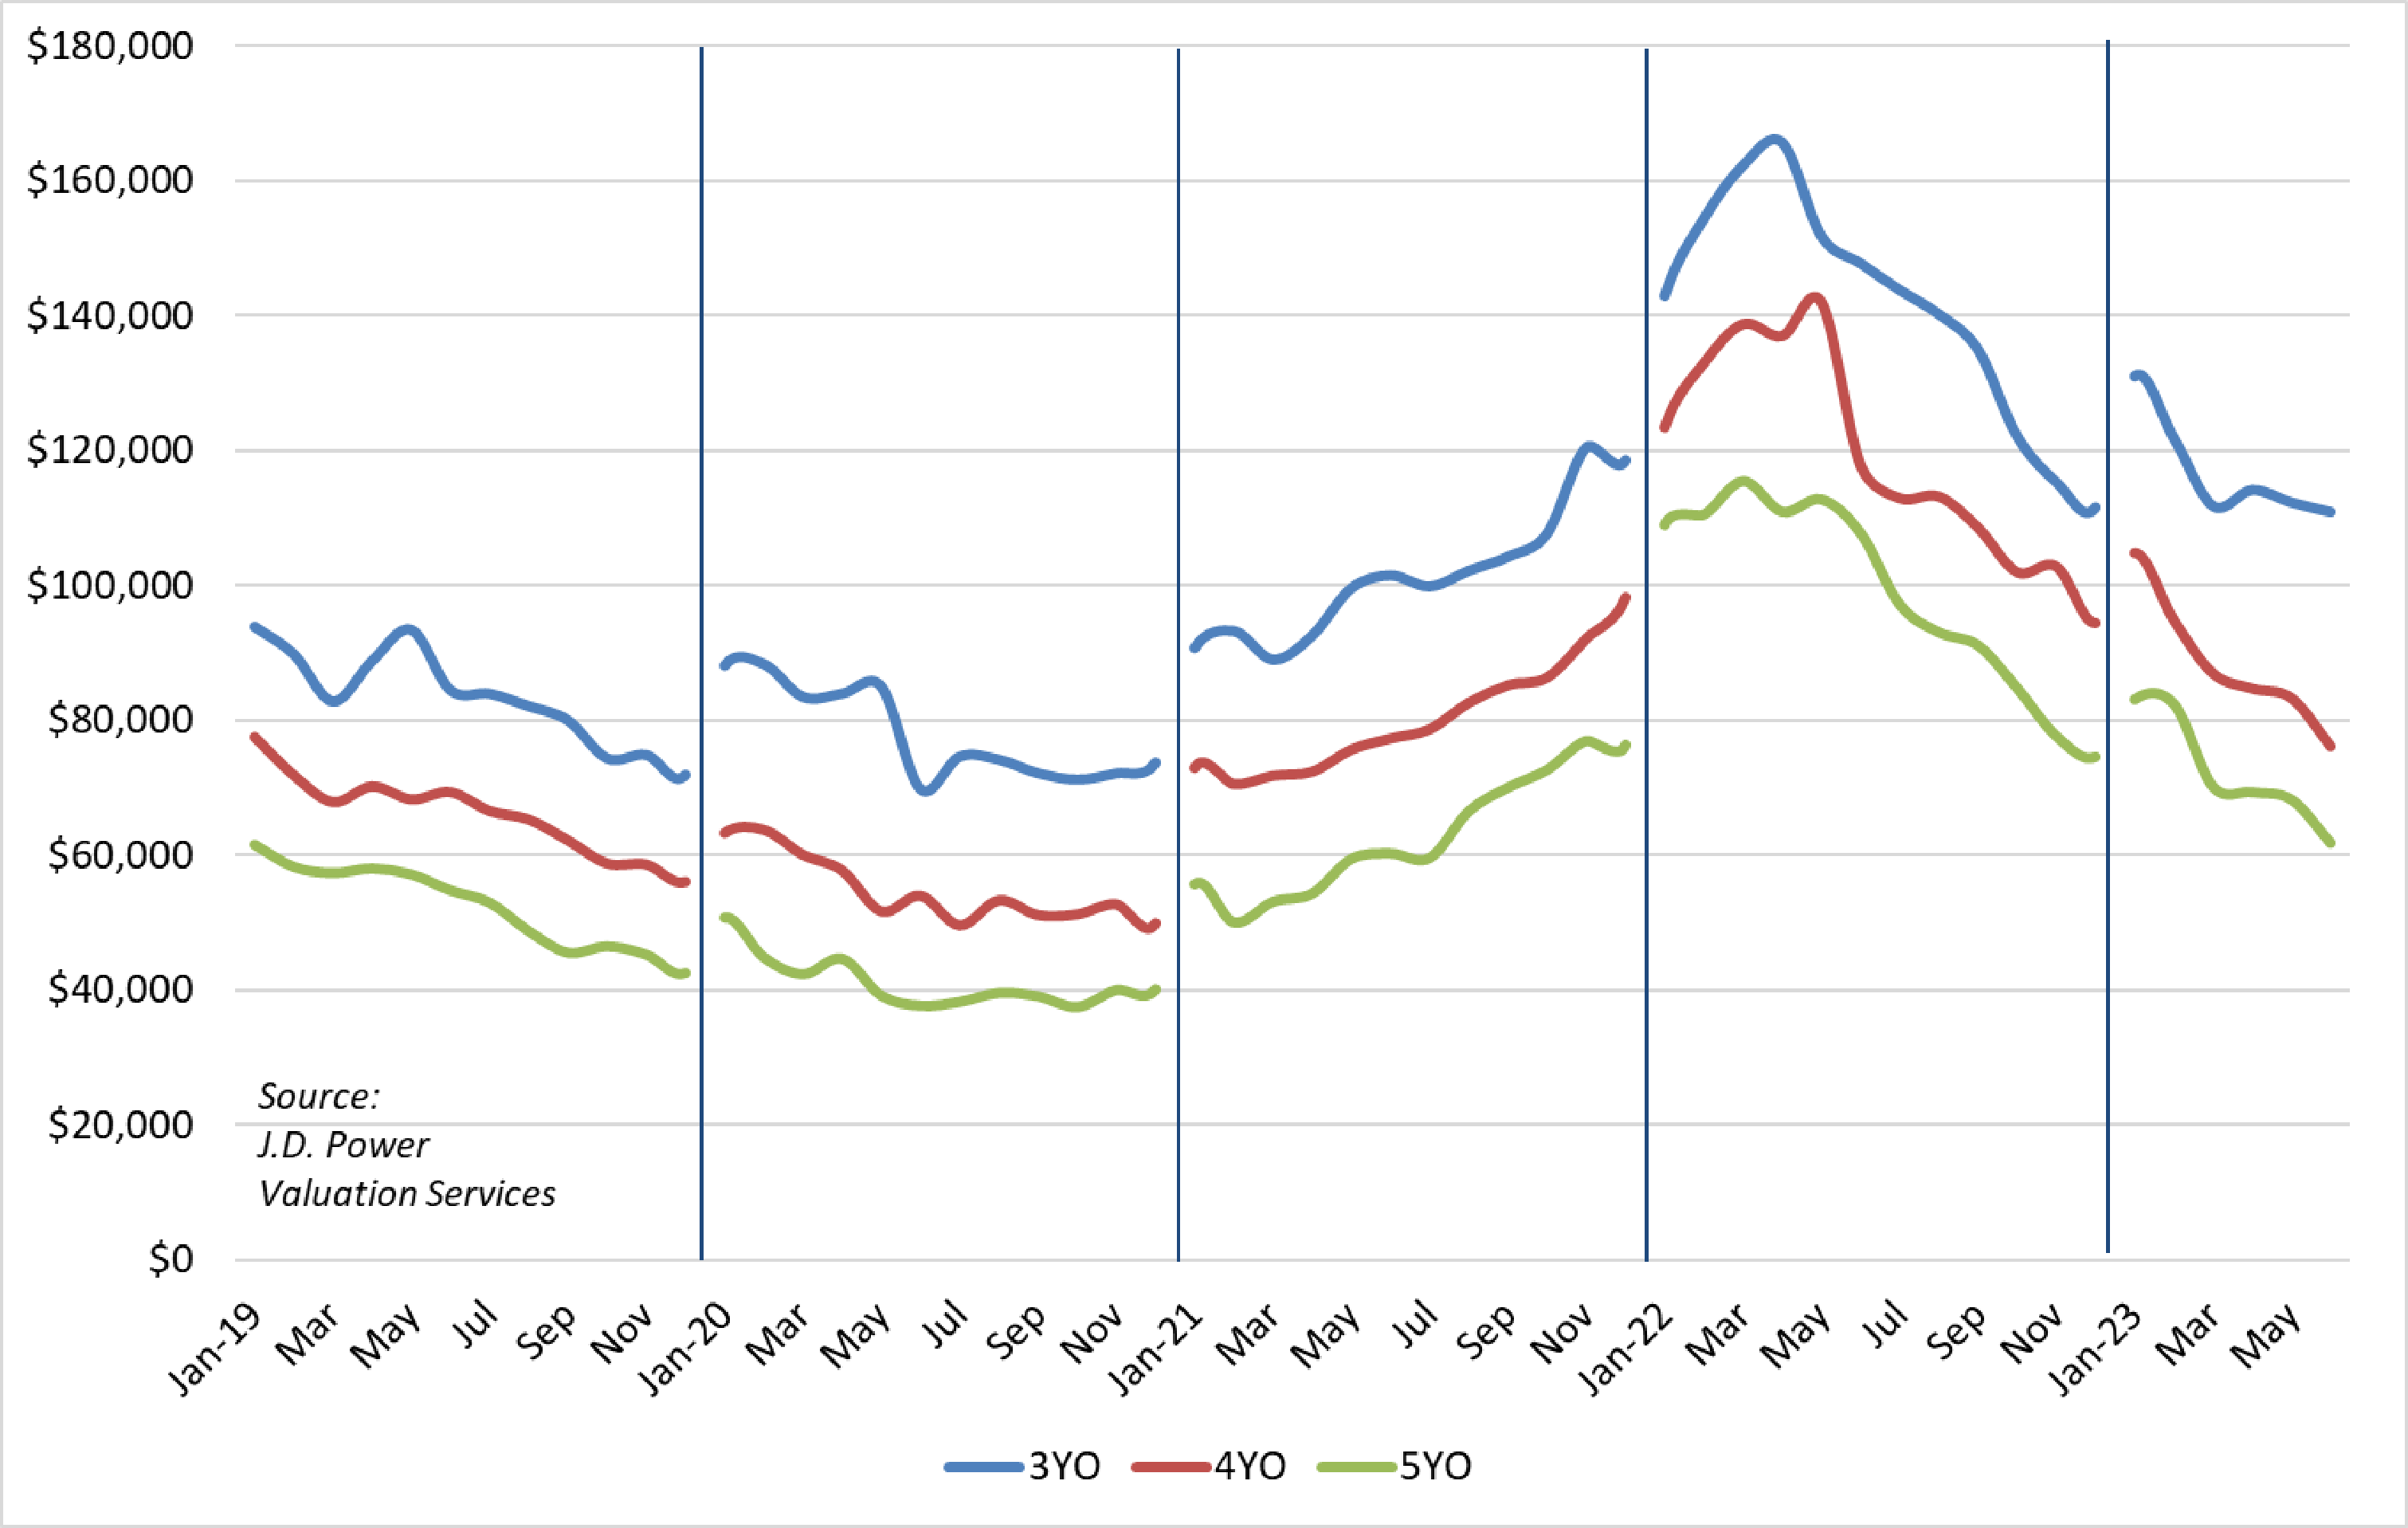 $180,000
$160,000
$140,000
$120,000
$100,000
$80,000
$60,000
$40,000
$20,000
$0
Source:
J.D. Power
Valuation Services
Jan-19
Mar
May
Jul
Sep
Nov
Jan-20
Mar
May
Jul
Sep
Nov
Jan-21
Mar
May
Jul
Sep
Nov
Jan-22
Mar
May
Jul
Sep
Nov
Jan-23
Mar
May
3YO
4YO
5YO